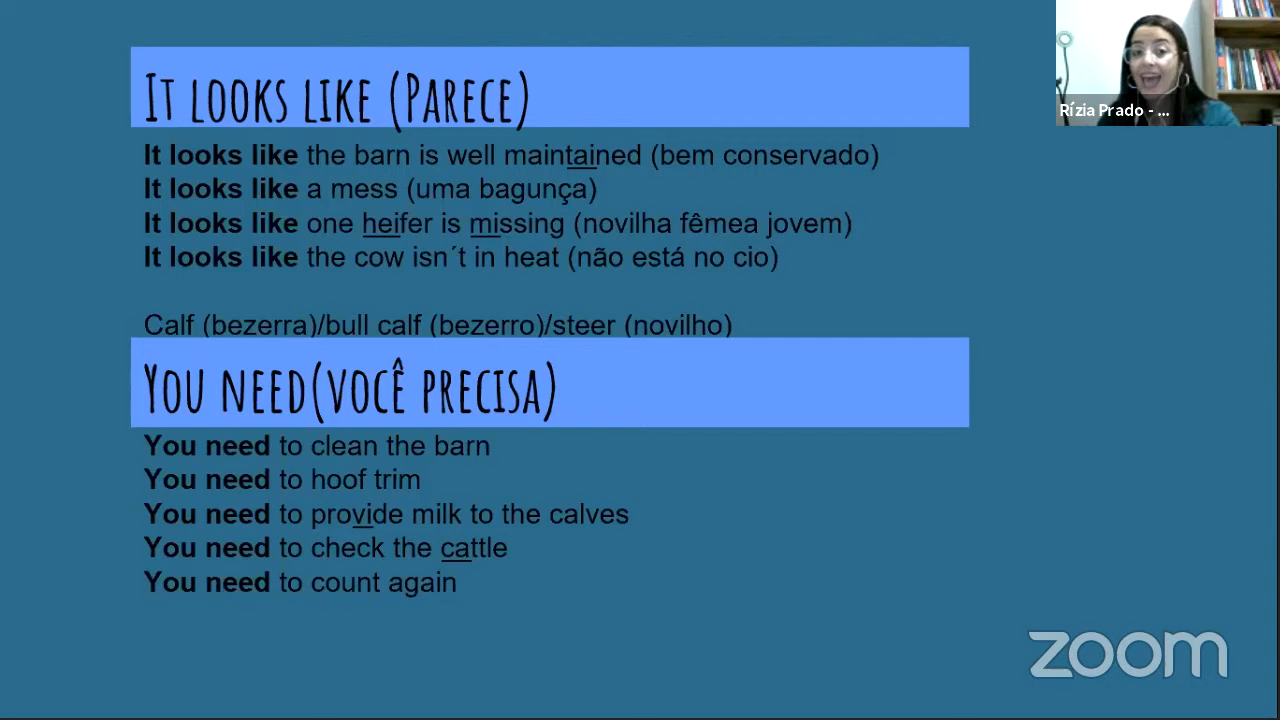 It looks like (Parece)
It looks like the barn is well maintained (bem conservado)
It looks like a mess (uma bagunça)
It looks like one heifer is missing (novilha fêmea jovem)
It looks like the cow isn´t in heat (não está no cio)
Calf (bezerra)/bull calf (bezerro)/steer (novilho)
You need(você precisa)
You need to clean the barn
You need to hoof trim
You need to provide milk to the calves
You need to check the cattle
You need to count again
Rízia Prado - ...
zoom